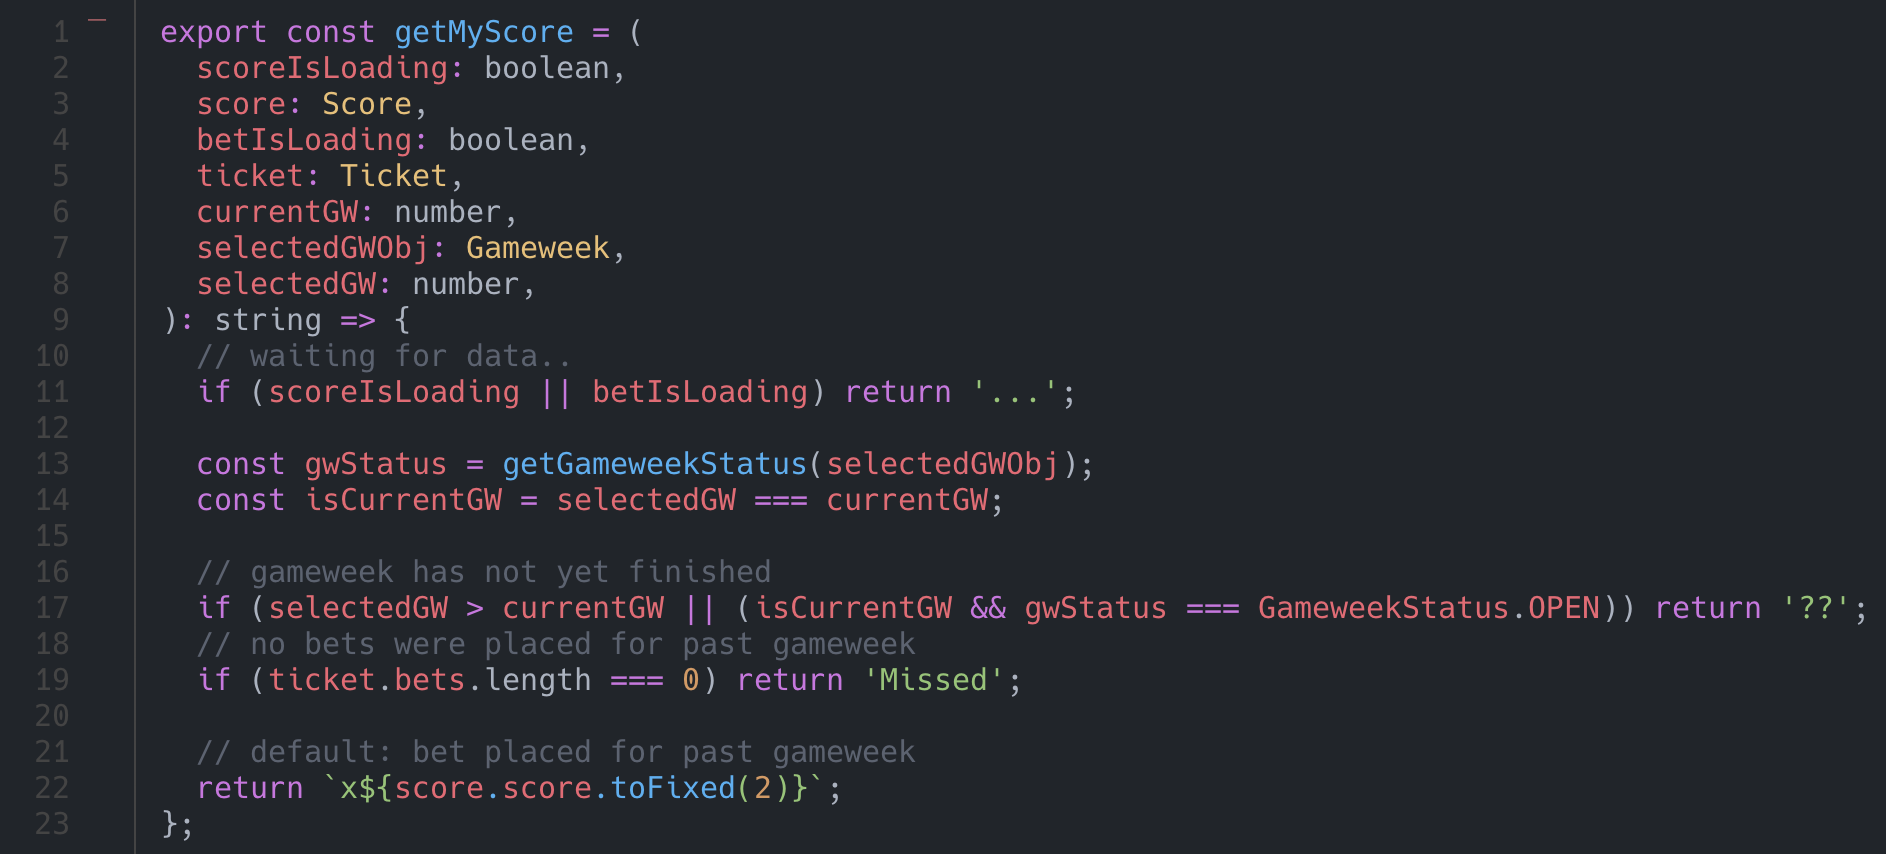 1 export const getMyScore = (
2   scoreIsLoading: boolean,
3   score: Score,
4   betIsLoading: boolean,
5   ticket: Ticket,
6   currentGW: number,
7   selectedGWObj: Gameweek,
8   selectedGW: number,
9 ): string => {
10   // waiting for data..
11   if (scoreIsLoading || betIsLoading) return '...';
12
13   const gwStatus = getGameweekStatus(selectedGWObj);
14   const isCurrentGW = selectedGW === currentGW;
15
16   // gameweek has not yet finished
17   if (selectedGW > currentGW || (isCurrentGW && gwStatus === GameweekStatus.OPEN)) return '??';
18   // no bets were placed for past gameweek
19   if (ticket.bets.length === 0) return 'Missed';
20
21   // default: bet placed for past gameweek
22   return `x${score.score.toFixed(2)}`;
23 };